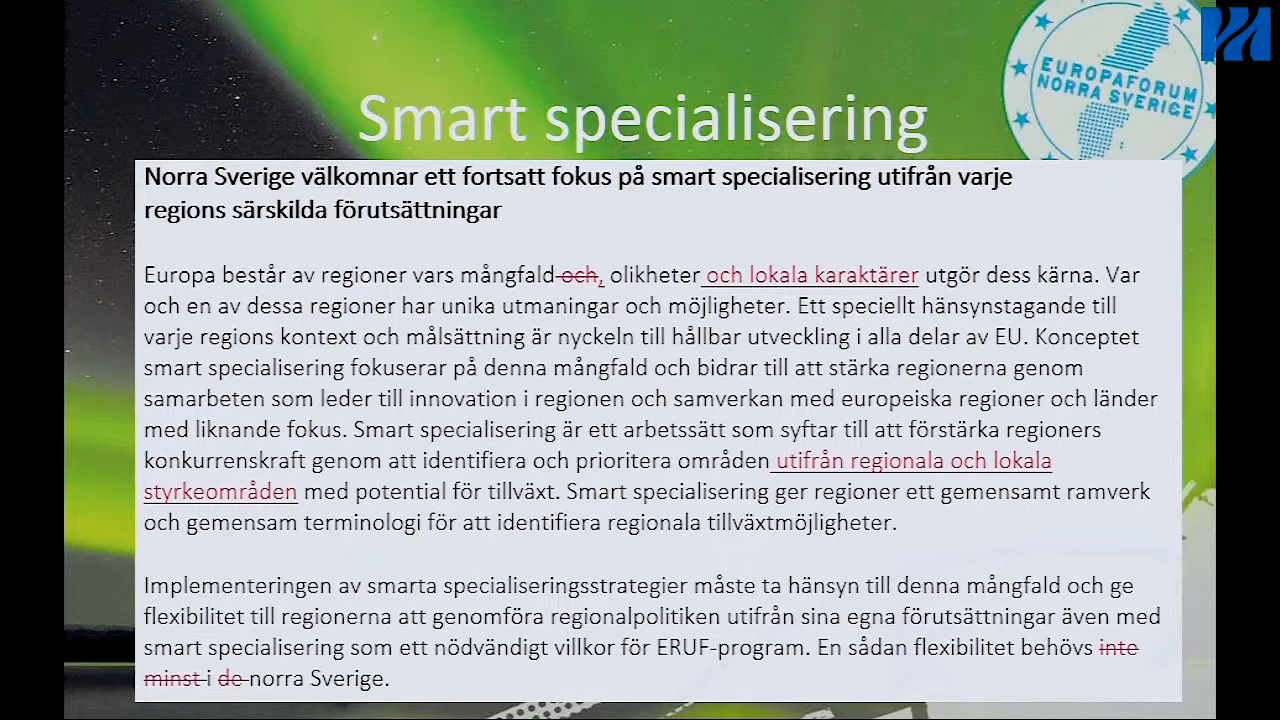 EUROPAFORUM
NORRA SVERIGE
Smart specialisering
Norra Sverige välkomnar ett fortsatt fokus på smart specialisering utifrån varje
regions särskilda förutsättningar
Europa består av regioner vars mångfald och, olikheter och lokala karaktärer utgör dess kärna. Var
och en av dessa regioner har unika utmaningar och möjligheter. Ett speciellt hänsynstagande till
varje regions kontext och målsättning är nyckeln till hållbar utveckling i alla delar av EU. Konceptet
smart specialisering fokuserar på denna mångfald och bidrar till att stärka regionerna genom
samarbeten som leder till innovation i regionen och samverkan med europeiska regioner och länder
med liknande fokus. Smart specialisering är ett arbetssätt som syftar till att förstärka regioners
konkurrenskraft genom att identifiera och prioritera områden utifrån regionala och lokala
styrkeområden med potential för tillväxt. Smart specialisering ger regioner ett gemensamt ramverk
och gemensam terminologi för att identifiera regionala tillväxtmöjligheter.
Implementeringen av smarta specialiseringsstrategier måste ta hänsyn till denna mångfald och ge
flexibilitet till regionerna att genomföra regionalpolitiken utifrån sina egna förutsättningar även med
smart specialisering som ett nödvändigt villkor för ERUF-program. En sådan flexibilitet behövs inte
minst i de norra Sverige.